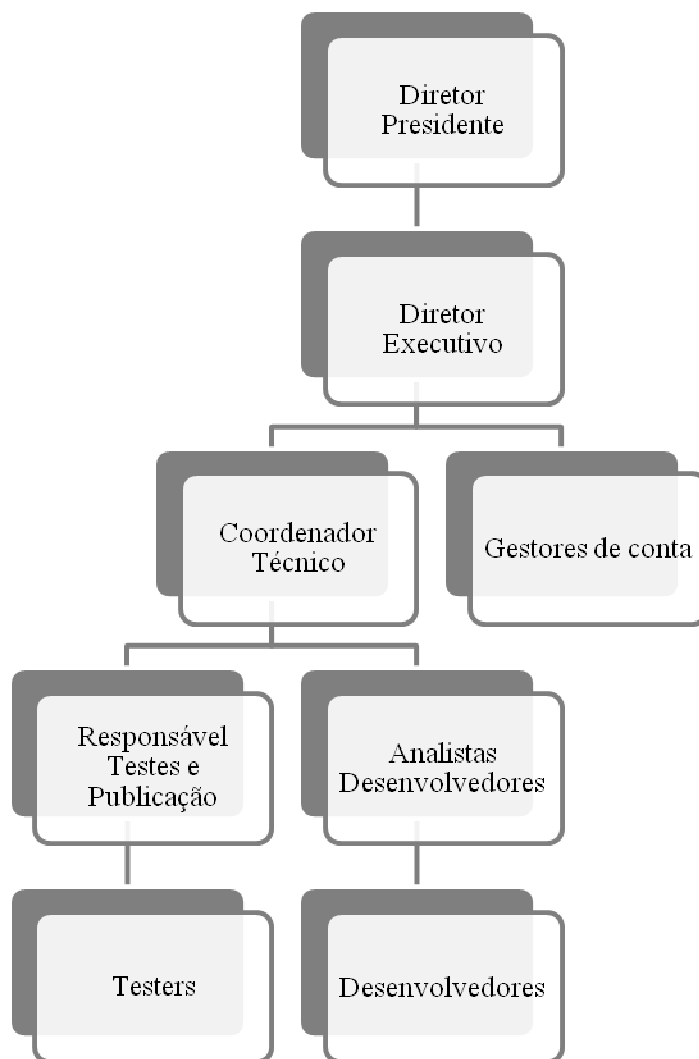 Diretor
Presidente
Diretor
Executivo
Coordenador
Técnico
Gestores de conta
Responsável
Testes e
Publicação
Analistas
Desenvolvedores
Testers
Desenvolvedores